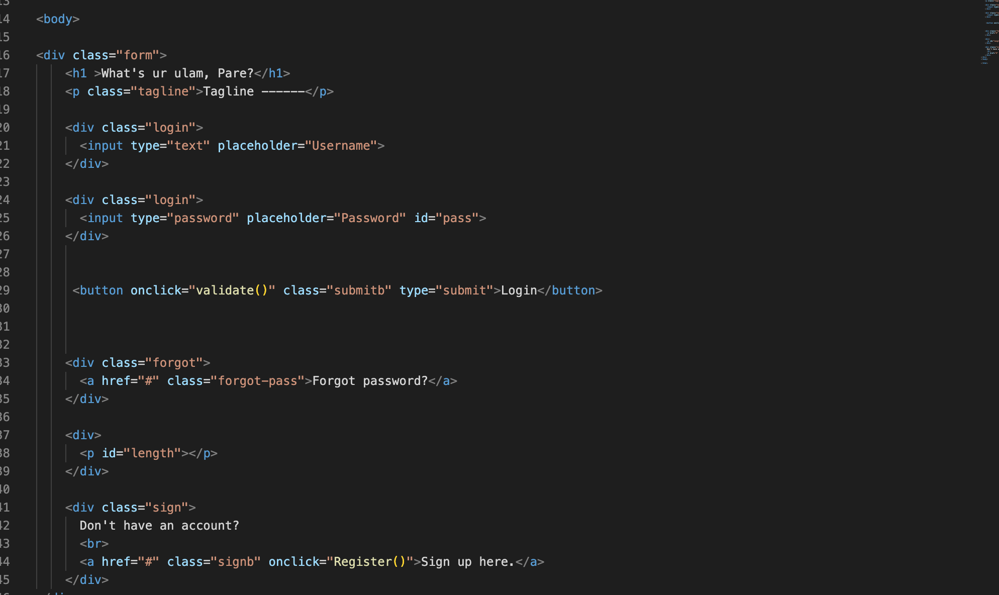 <body>
<div class="form">
<h1 >What's ur ulam, Pare?</h1>
<p class="tagline">Tagline ------</p>
<div class="login">
<input type="text" placeholder="Username">
</div>
<div class="login">
<input type="password" placeholder="Password" id="pass">
</div>
<button onclick="validate()" class="submitb" type="submit">Login</button>
<div class="forgot">
<a href="#" class="forgot-pass">Forgot password?</a>
</div>
<div>
<p id="length"></p>
</div>
<div class="sign">
Don't have an account?
<br>
<a href="#" class="signb" onclick="Register()">Sign up here.</a>
</div>